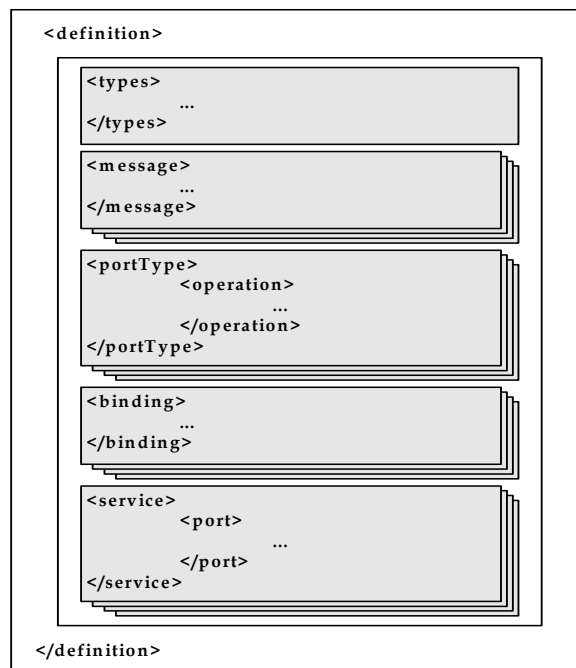 <definition>
<types>
...
</types>
<message>
...
</message>
<portType>
<operation>
...
</operation>
</portType>
<binding>
...
</binding>
<service>
<port>
...
</port>
</service>
</definition>